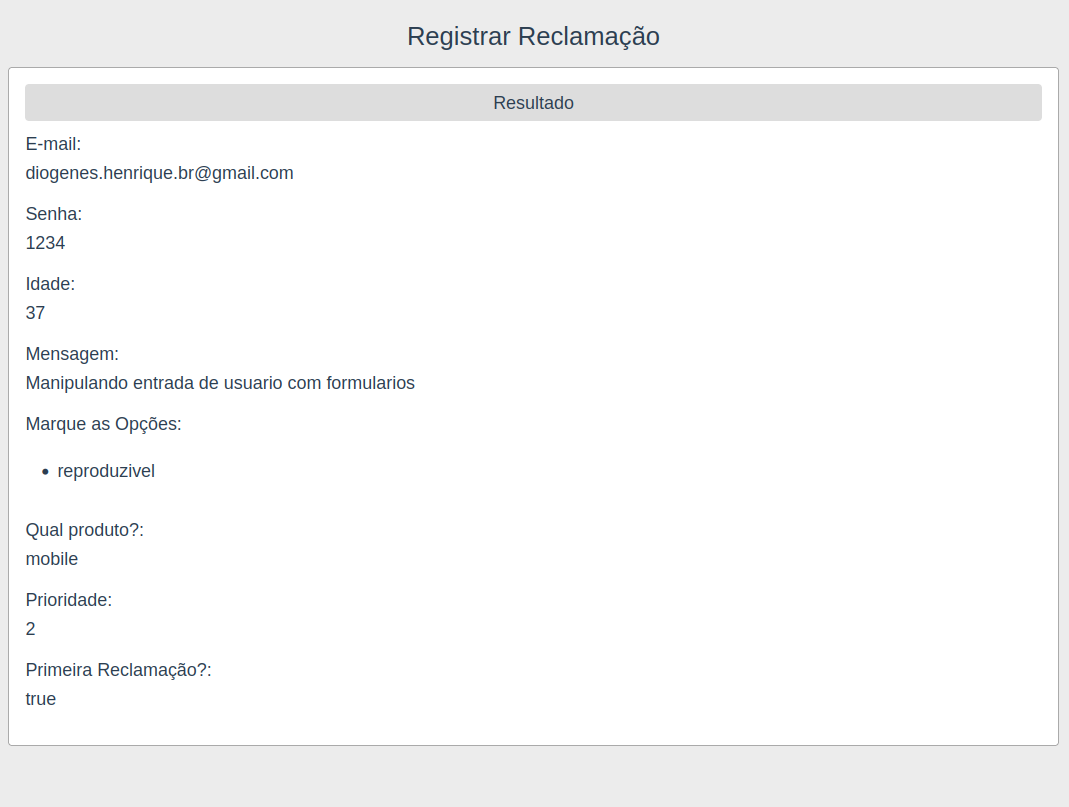 Registrar Reclamação
Resultado
E-mail:
diogenes.henrique.br@gmail.com
Senha:
1234
Idade:
37
Mensagem:
Manipulando entrada de usuario com formularios
Marque as Opções:
reproduzivel
Qual produto?:
mobile
Prioridade:
2
Primeira Reclamação?:
true